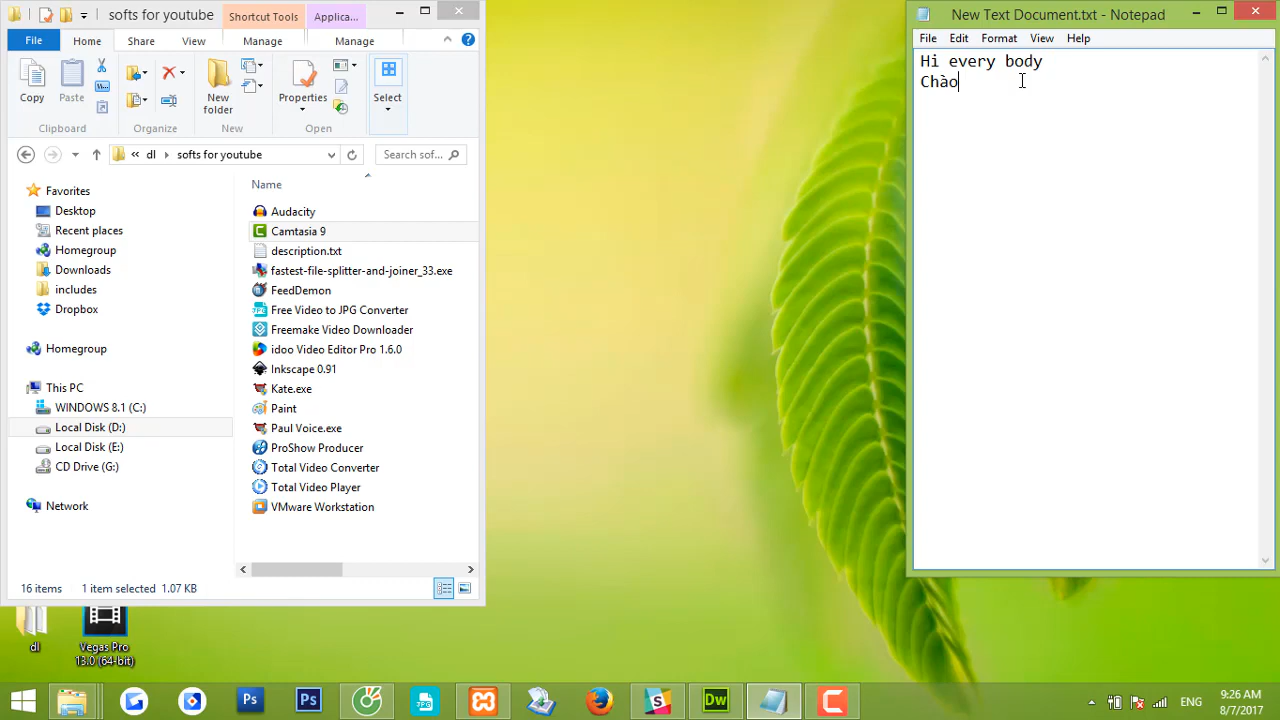 softs for youtube
Shortcut Tools
Applica...
File
Home
Share
View
Manage
Manage
Copy
Paste
New folder
Properties
Select
Clipboard
Organize
New
Open
dl
softs for youtube
Search sof...
Name
Favorites
Desktop
Recent places
Homegroup
Downloads
includes
Dropbox
Homegroup
This PC
WINDOWS 8.1 (C:)
Local Disk (D:)
Local Disk (E:)
CD Drive (G:)
Network
Audacity
Camtasia 9
description.txt
fastest-file-splitter-and-joiner_33.exe
FeedDemon
Free Video to JPG Converter
Freemake Video Downloader
idoo Video Editor Pro 1.6.0
Inkscape 0.91
Kate.exe
Paint
Paul Voice.exe
ProShow Producer
Total Video Converter
Total Video Player
VMware Workstation
16 items
1 item selected 1.07 KB
New Text Document.txt - Notepad
File
Edit
Format
View
Help
Hi every body
Chào
dl
Vegas Pro
13.0 (64-bit)
Ps
Ps
JPG
S
Dw
C
ENG
9:26 AM
8/7/2017